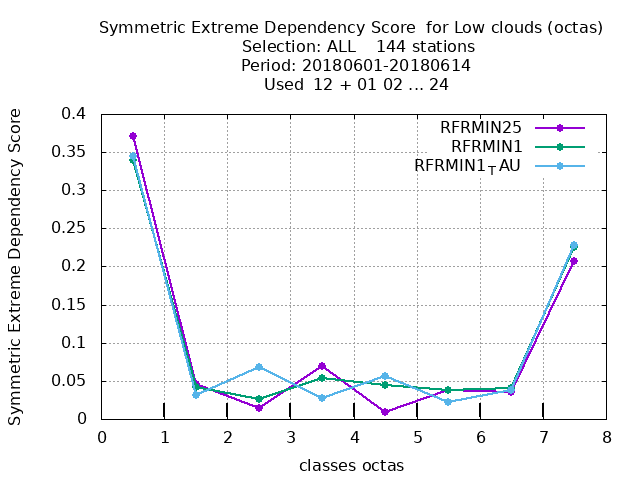 Symmetric Extreme Dependency Score  for Low clouds (octas)
Selection: ALL    144 stations
Period: 20180601-20180614
Used  12 + 01 02 ... 24
Symmetric Extreme Dependency Score
0.4
0.35
0.3
0.25
0.2
0.15
0.1
0.05
0
RFRMIN25
RFRMIN1
RFRMIN1TAU
0 1 2 3 4 5 6 7 8
classes octas